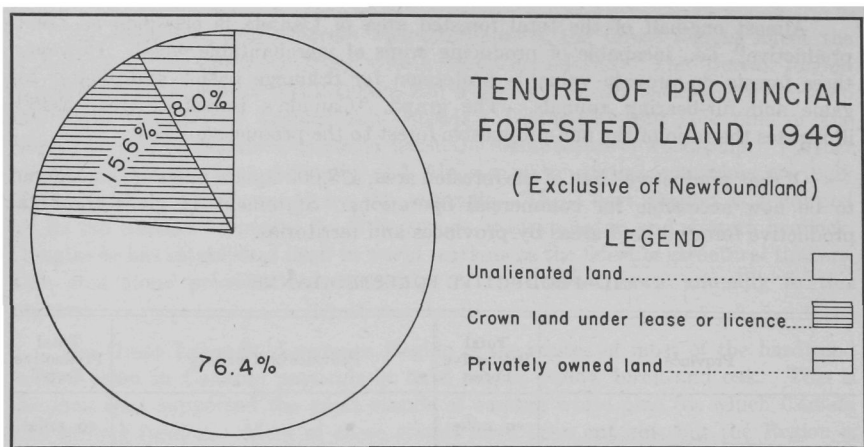 TENURE OF PROVINCIAL
FORESTED LAND, 1949
(Exclusive of Newfoundland)
LEGEND
Unalienated land
Crown land under lease or licence
Privately owned land
8.0%
15.6%
76.4%